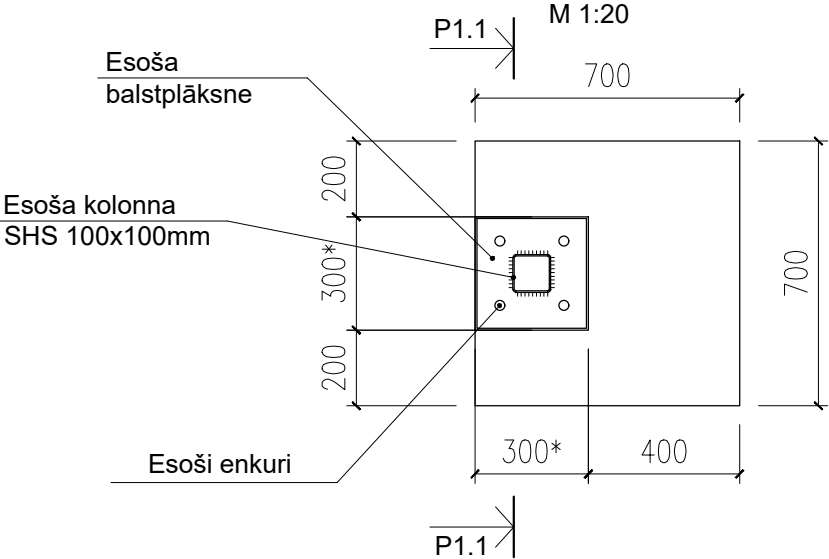 M 1:20
P1.1
Esoša
balstplāksne
700
200
Esoša kolonna
SHS 100x100mm
300*
700
200
300*
400
Esoši enkuri
P1.1